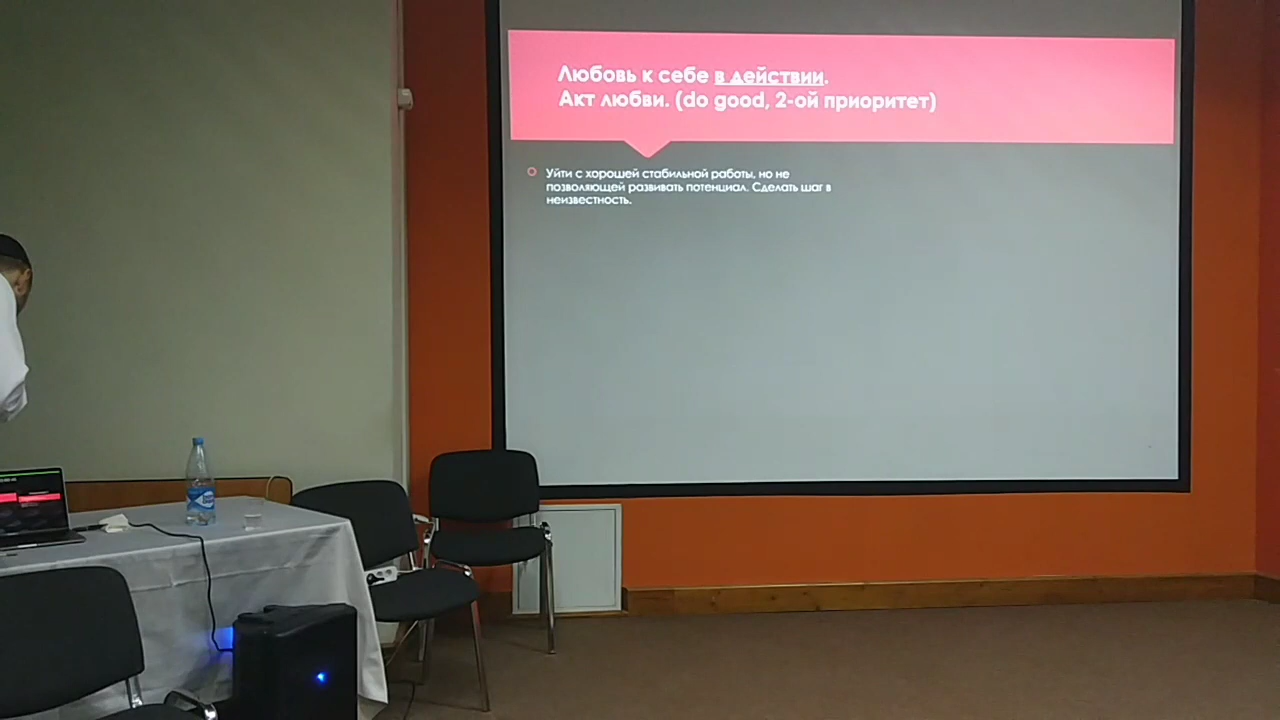 Любовь к себе в действии.
Акт любви. (do good, 2-ой приоритет)
Уйти с хорошей стабильной работы, но не
позволяющей развивать потенциал. Сделать шаг в
неизвестность.